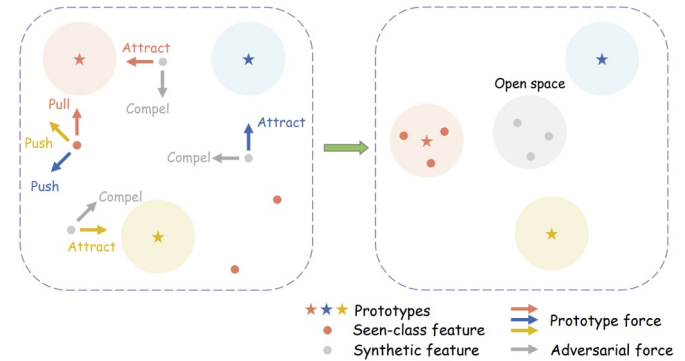 Attract
Compel
Pull
Push
Push
Attract
Compel
Compel
Attract
Open space
Prototypes
Seen-class feature
Synthetic feature
Prototype force
Adversarial force